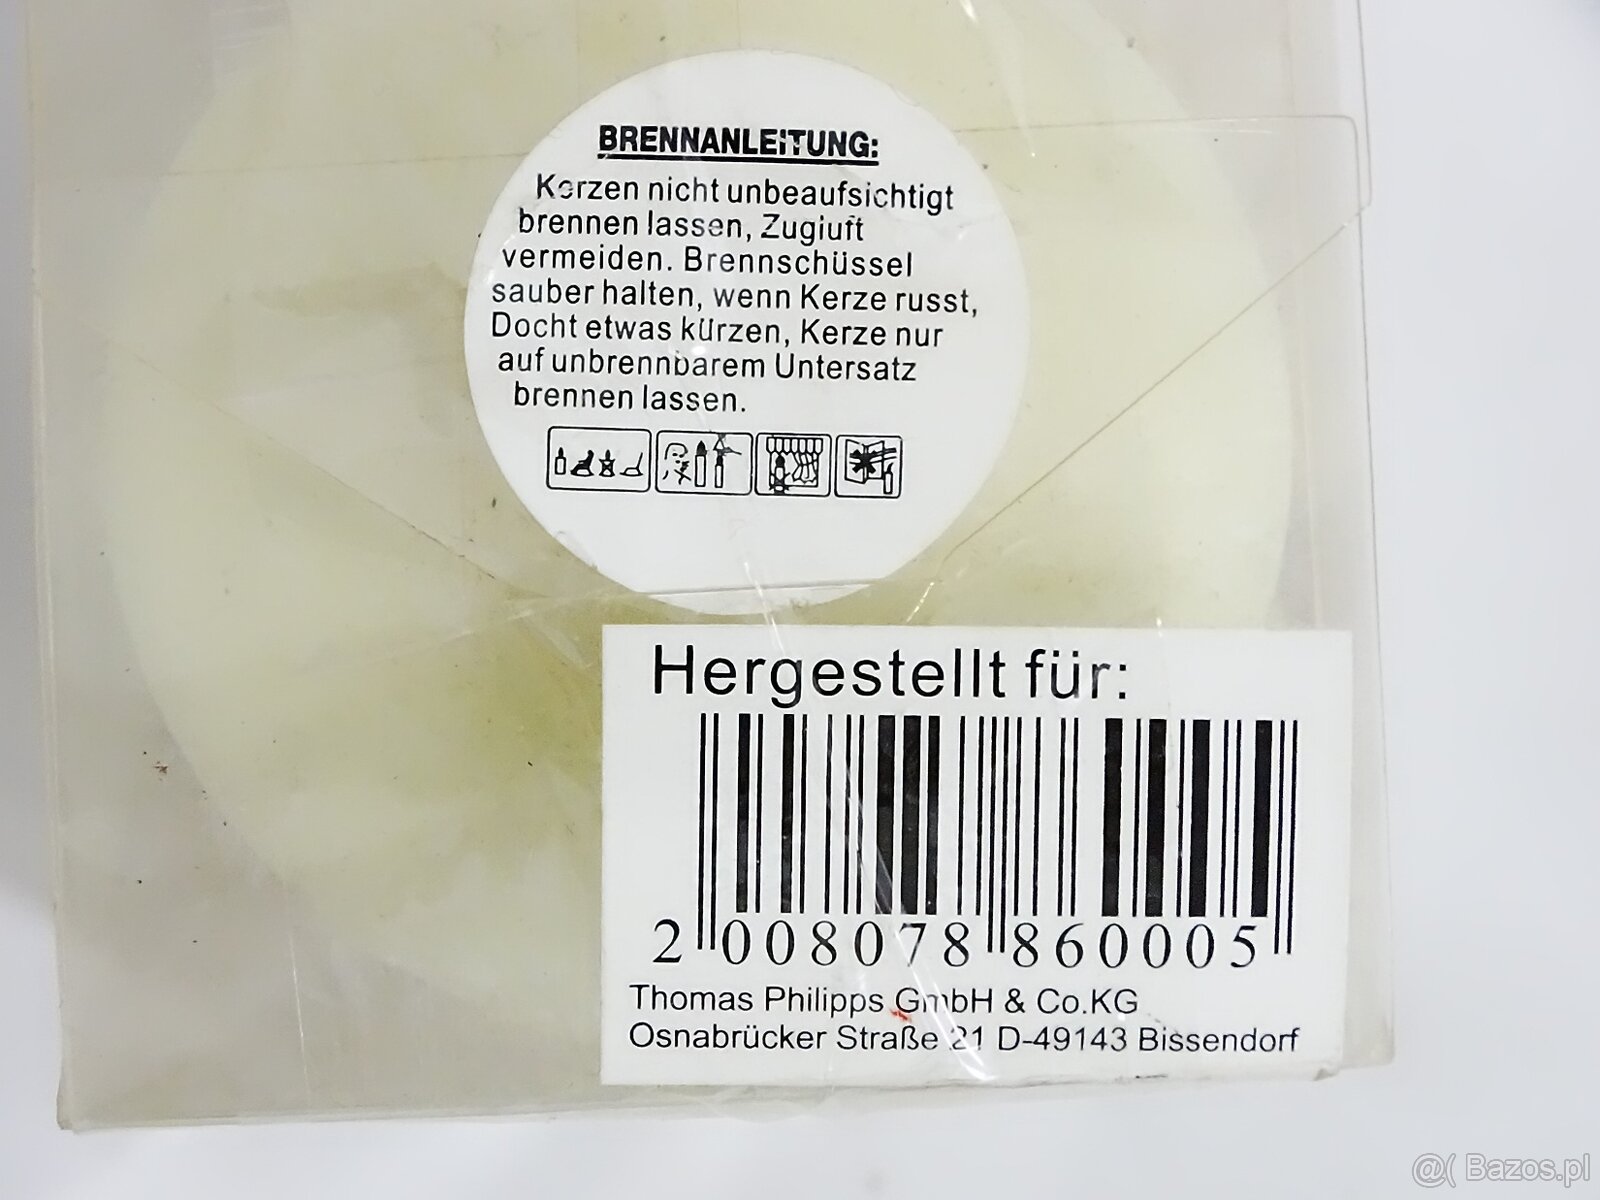 BRENNANLEITUNG:
Kerzen nicht unbeaufsichtigt
brennen lassen, Zugiuft
vermeiden. Brennschüssel
sauber halten, wenn Kerze russt,
Docht etwas kürzen, Kerze nur
auf unbrennbarem Untersatz
brennen lassen.
Hergestellt für:
2 008078 860005
Thomas Philipps GmbH & Co.KG
Osnabrücker Straße 21 D-49143 Bissendorf
@( Bazos.pl